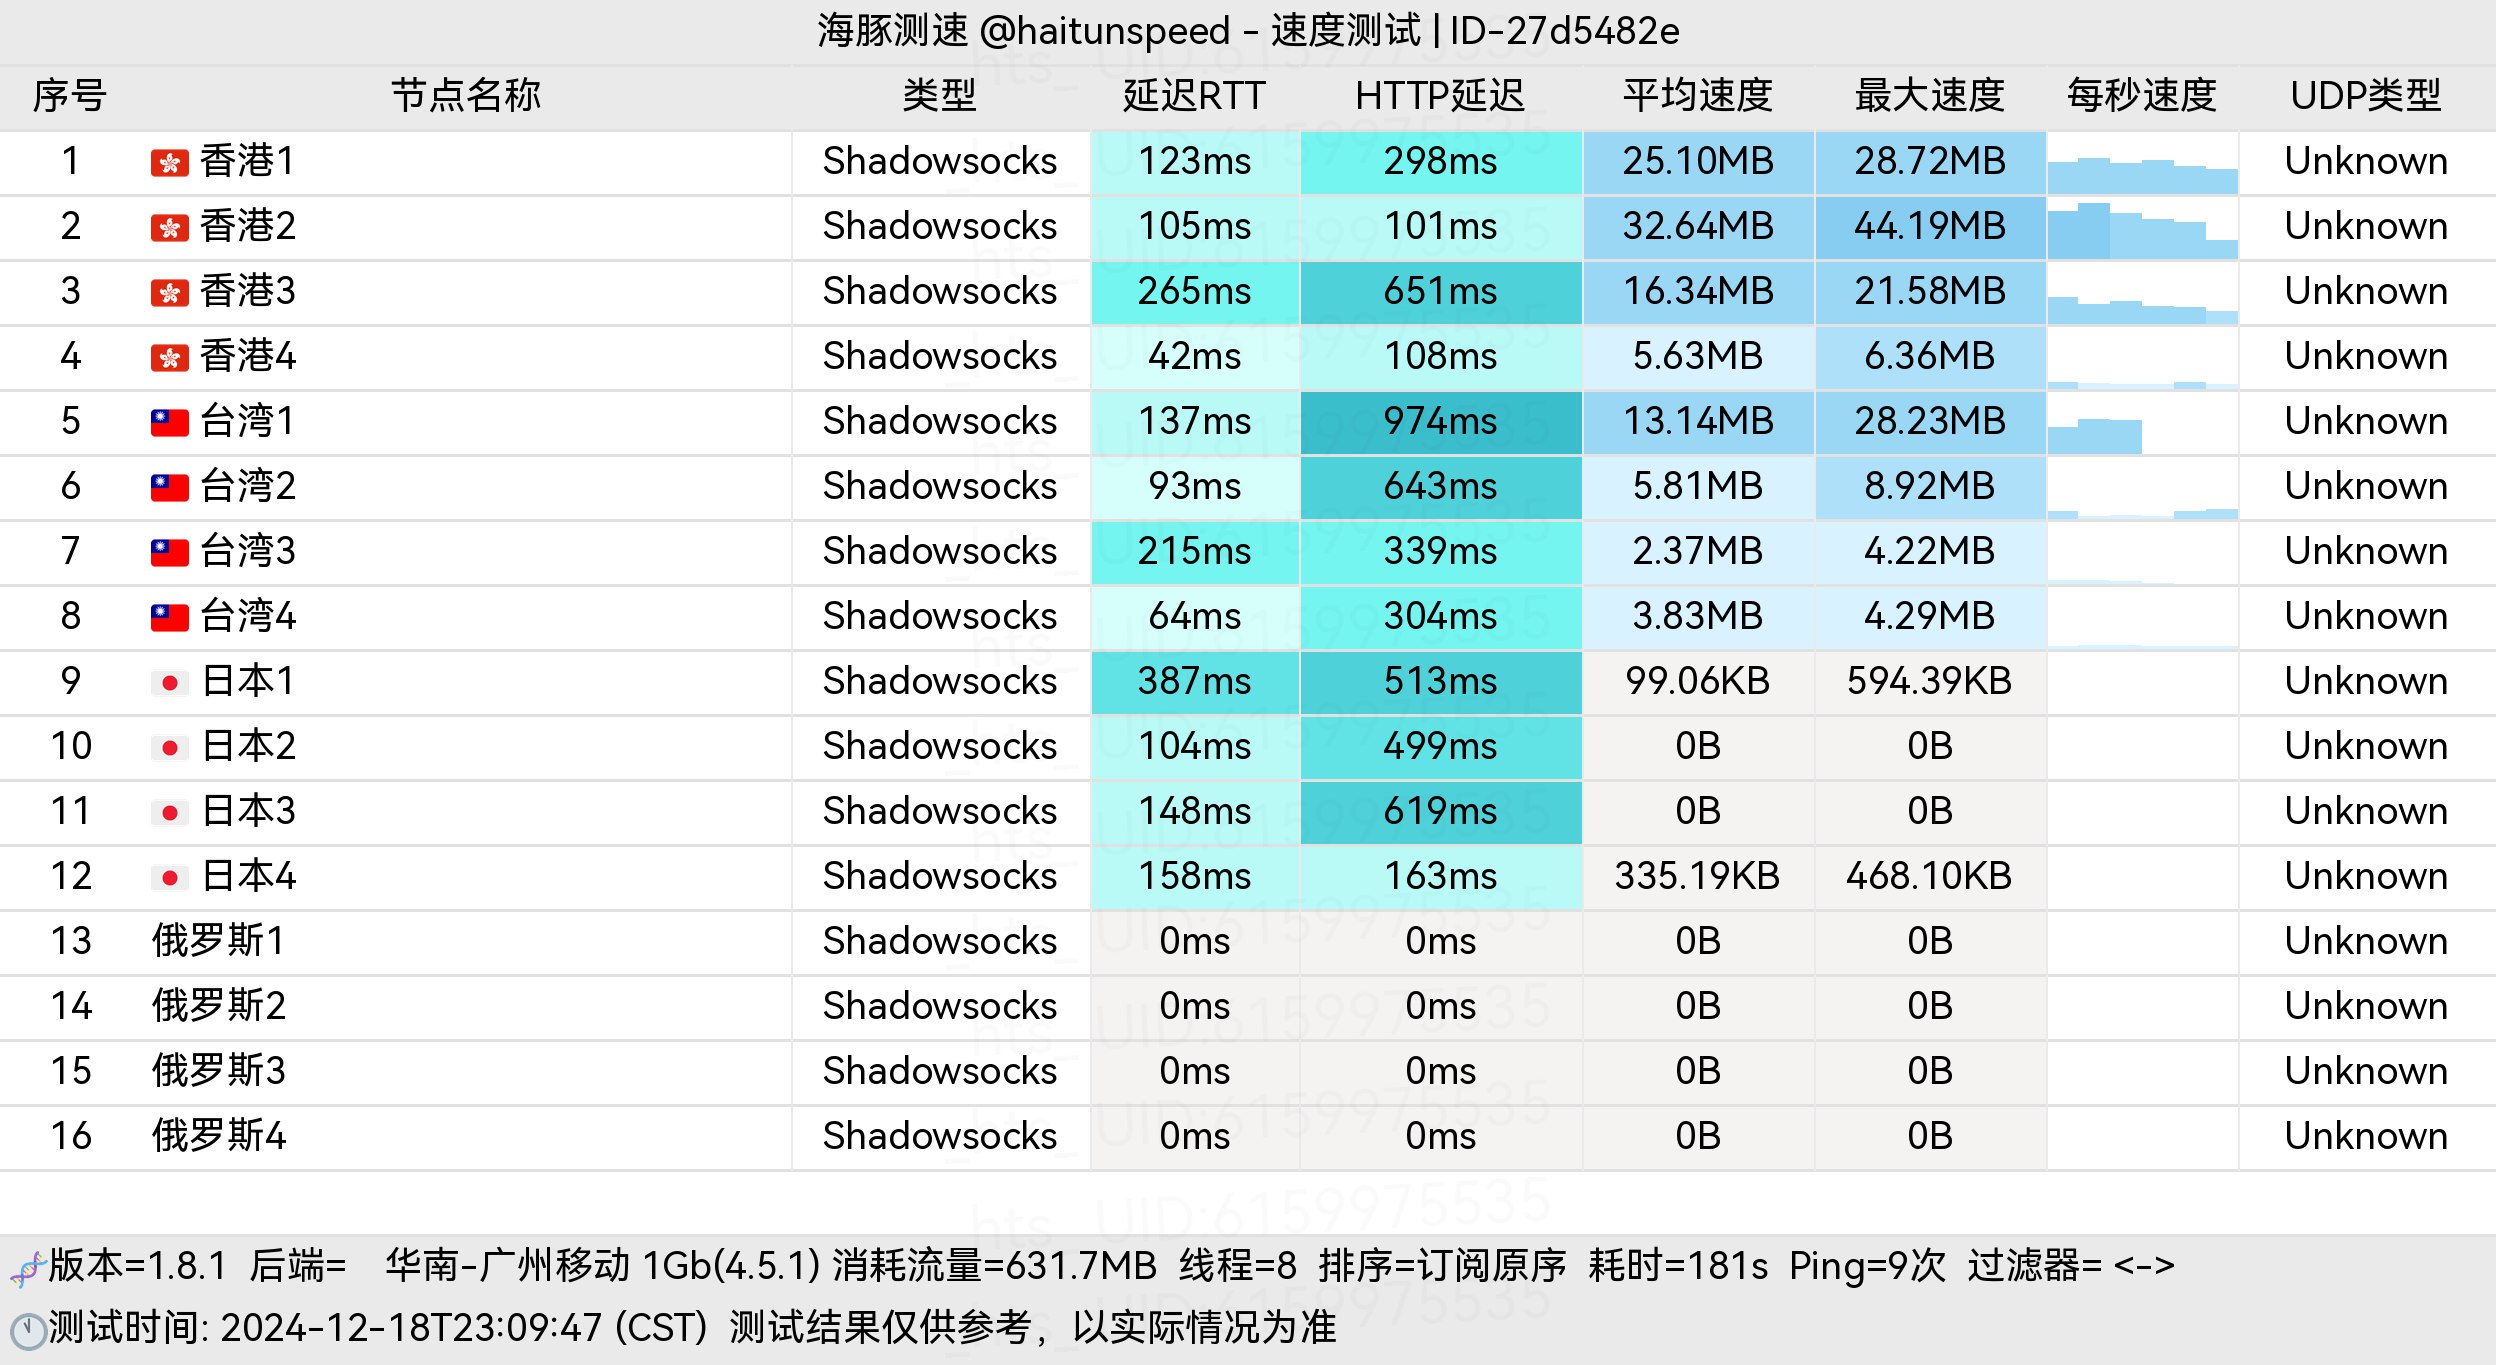 海豚测速 @haitunspeed - 速度测试 | ID-27d5482e
序号 节点名称 类型 延迟RTT HTTP延迟 平均速度 最大速度 每秒速度 UDP类型
1 香港1 Shadowsocks 123ms 298ms 25.10MB 28.72MB Unknown
2 香港2 Shadowsocks 105ms 101ms 32.64MB 44.19MB Unknown
3 香港3 Shadowsocks 265ms 651ms 16.34MB 21.58MB Unknown
4 香港4 Shadowsocks 42ms 108ms 5.63MB 6.36MB Unknown
5 台湾1 Shadowsocks 137ms 974ms 13.14MB 28.23MB Unknown
6 台湾2 Shadowsocks 93ms 643ms 5.81MB 8.92MB Unknown
7 台湾3 Shadowsocks 215ms 339ms 2.37MB 4.22MB Unknown
8 台湾4 Shadowsocks 64ms 304ms 3.83MB 4.29MB Unknown
9 日本1 Shadowsocks 387ms 513ms 99.06KB 594.39KB Unknown
10 日本2 Shadowsocks 104ms 499ms 0B 0B Unknown
11 日本3 Shadowsocks 148ms 619ms 0B 0B Unknown
12 日本4 Shadowsocks 158ms 163ms 335.19KB 468.10KB Unknown
13 俄罗斯1 Shadowsocks 0ms 0ms 0B 0B Unknown
14 俄罗斯2 Shadowsocks 0ms 0ms 0B 0B Unknown
15 俄罗斯3 Shadowsocks 0ms 0ms 0B 0B Unknown
16 俄罗斯4 Shadowsocks 0ms 0ms 0B 0B Unknown
hts_UID:6159975535
版本=1.8.1 后端= 华南-广州移动 1Gb(4.5.1) 消耗流量=631.7MB 线程=8 排序=订阅原序 耗时=181s Ping=9次 过滤器= <->
测试时间: 2024-12-18T23:09:47 (CST) 测试结果仅供参考，以实际情况为准